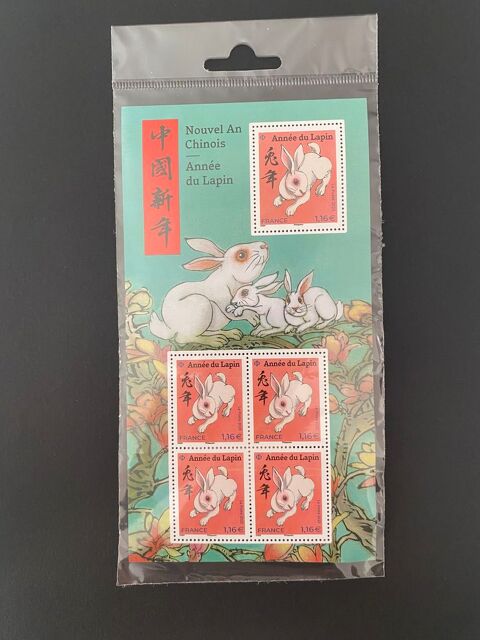 中國新年
Nouvel An
Chinois
Année
du Lapin
Année du Lapin
兔年
FRANCE 1,16 €
Année du Lapin
兔年
FRANCE 1,16 €
Année du Lapin
兔年
FRANCE 1,16 €
Année du Lapin
兔年
FRANCE 1,16 €
Année du Lapin
兔年
FRANCE 1,16 €